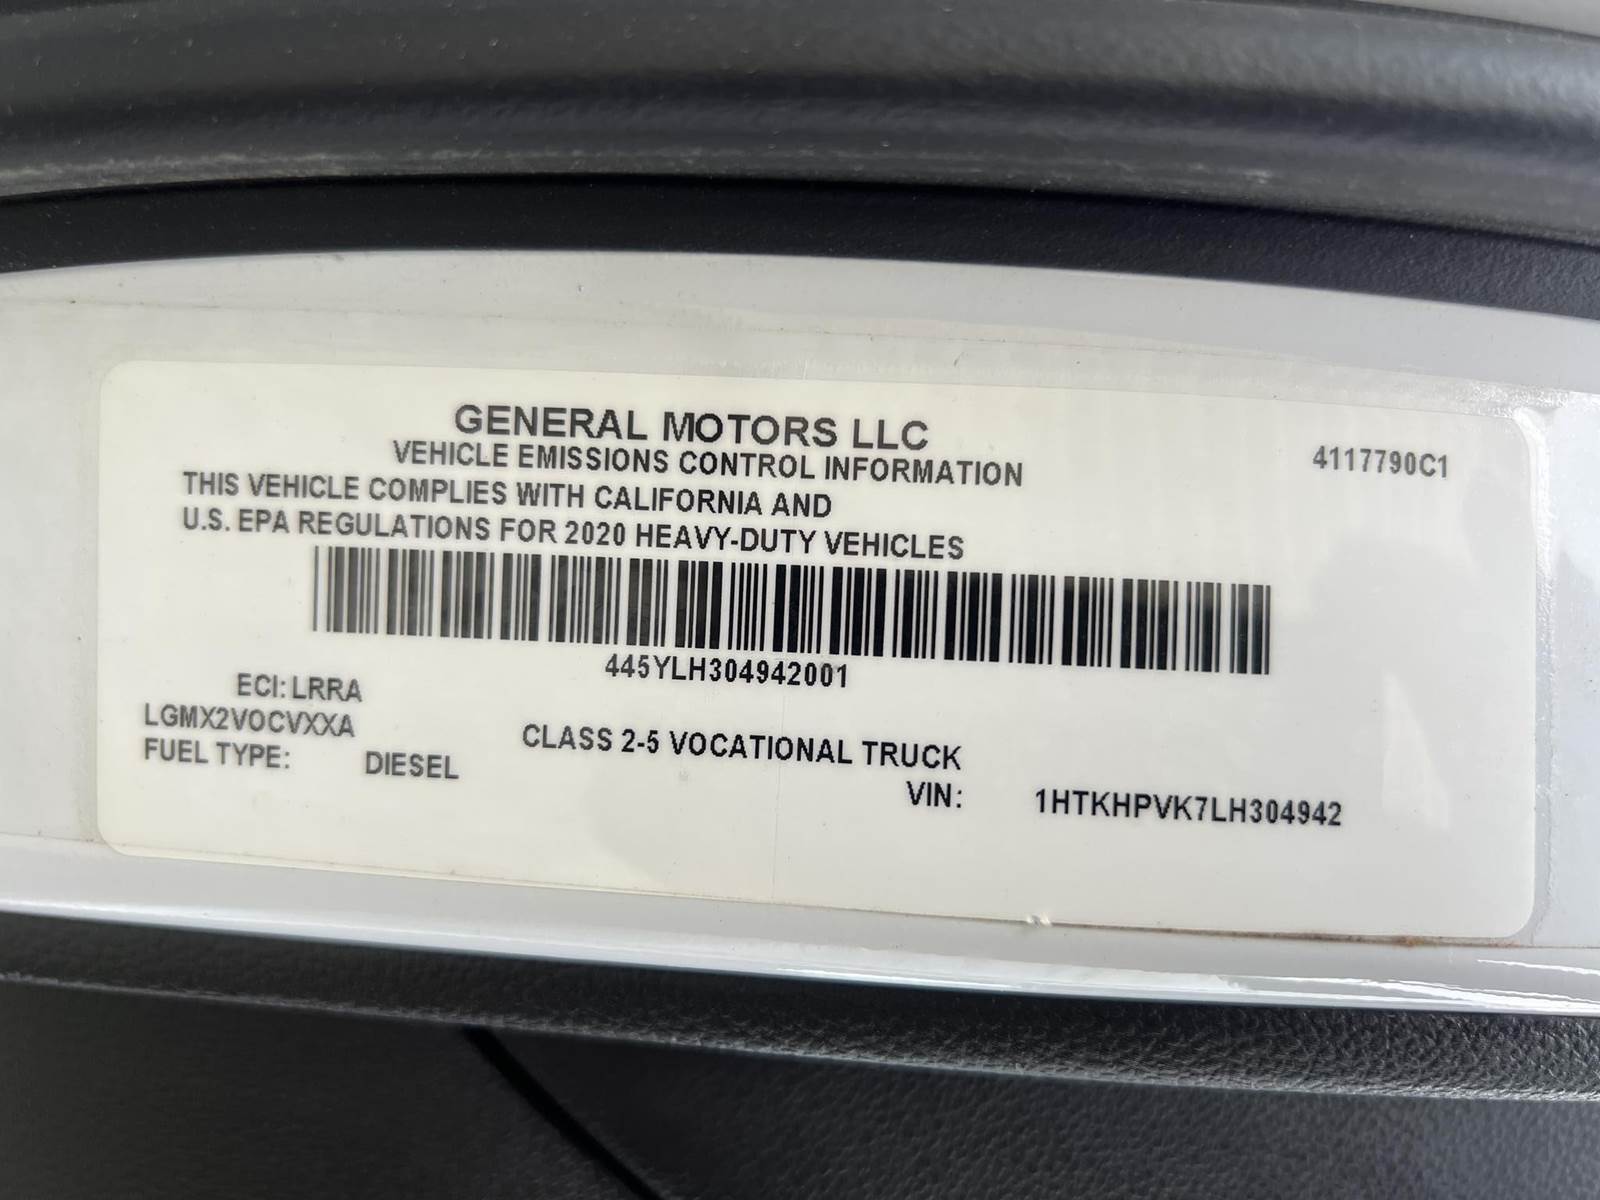 GENERAL MOTORS LLC
VEHICLE EMISSIONS CONTROL INFORMATION
4117790C1
THIS VEHICLE COMPLIES WITH CALIFORNIA AND
U.S. EPA REGULATIONS FOR 2020 HEAVY-DUTY VEHICLES
445YLH304942001
ECI: LRRA
LGMX2VOCVXXA
CLASS 2-5 VOCATIONAL TRUCK
FUEL TYPE: DIESEL
VIN: 1HTKHPVK7LH304942